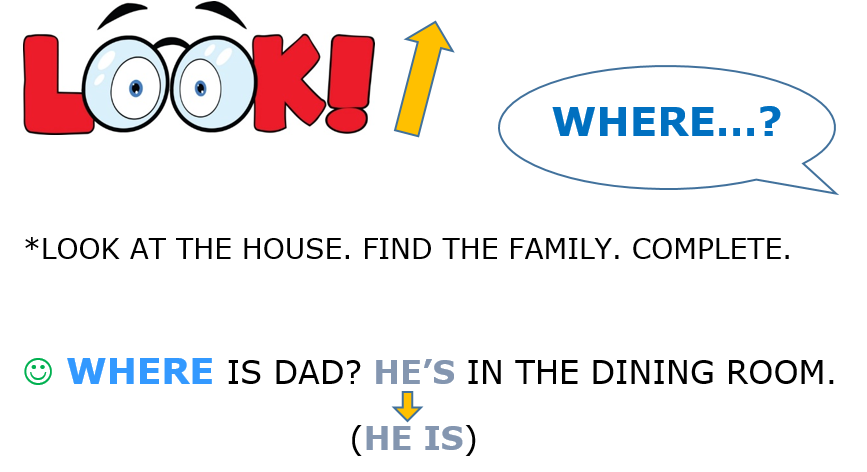 LOOK!
WHERE...?
*LOOK AT THE HOUSE. FIND THE FAMILY. COMPLETE.
WHERE IS DAD? HE’S IN THE DINING ROOM.
(HE IS)